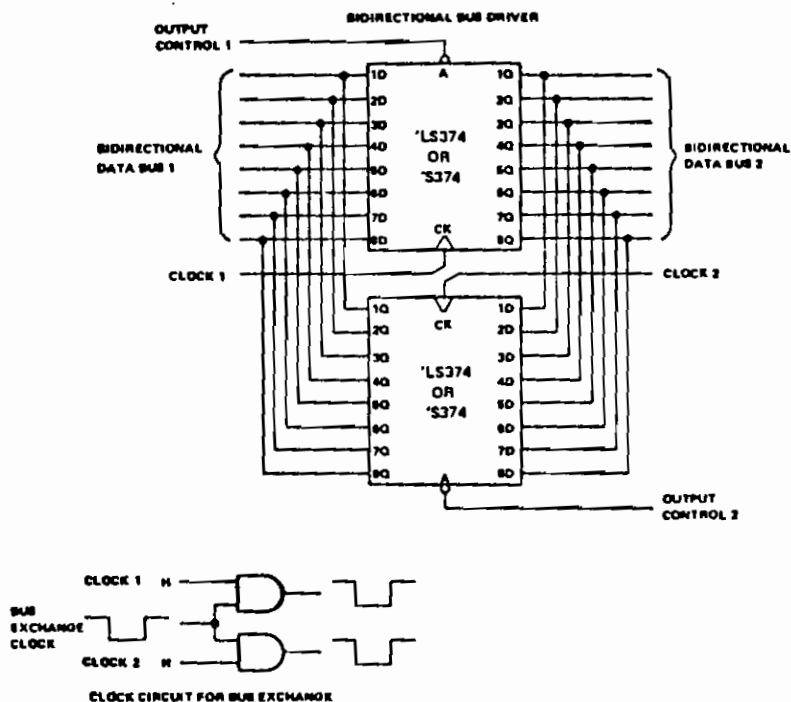 BIDIRECTIONAL BUS DRIVER
OUTPUT
CONTROL 1
A
1D
2D
3D
4D
5D
6D
7D
8D
1Q
2Q
3Q
4Q
5Q
6Q
7Q
8Q
'LS374
OR
'S374
CK
BIDIRECTIONAL
DATA BUS 1
BIDIRECTIONAL
DATA BUS 2
CLOCK 1
CLOCK 2
CK
1Q
2Q
3Q
4Q
5Q
6Q
7Q
8Q
1D
2D
3D
4D
5D
6D
7D
8D
'LS374
OR
'S374
A
OUTPUT
CONTROL 2
CLOCK 1 H
BUS
EXCHANGE
CLOCK
CLOCK 2 H
CLOCK CIRCUIT FOR BUS EXCHANGE